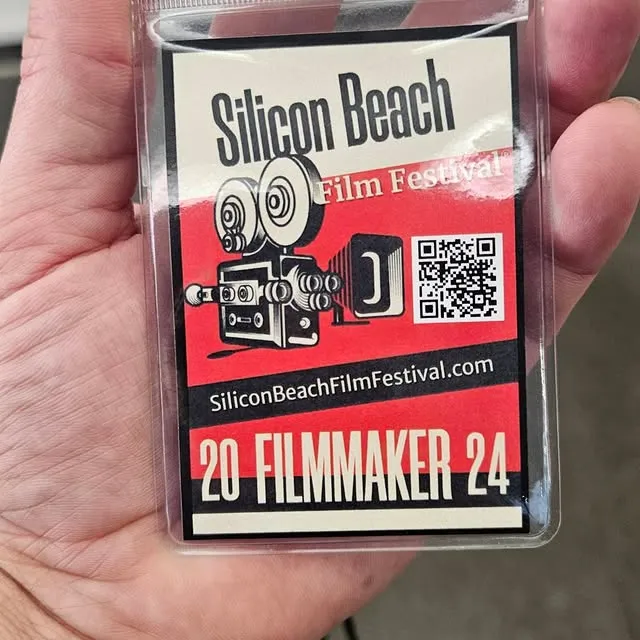 Silicon Beach
Film Festival
SiliconBeachFilmFestival.com
20 FILMMAKER 24